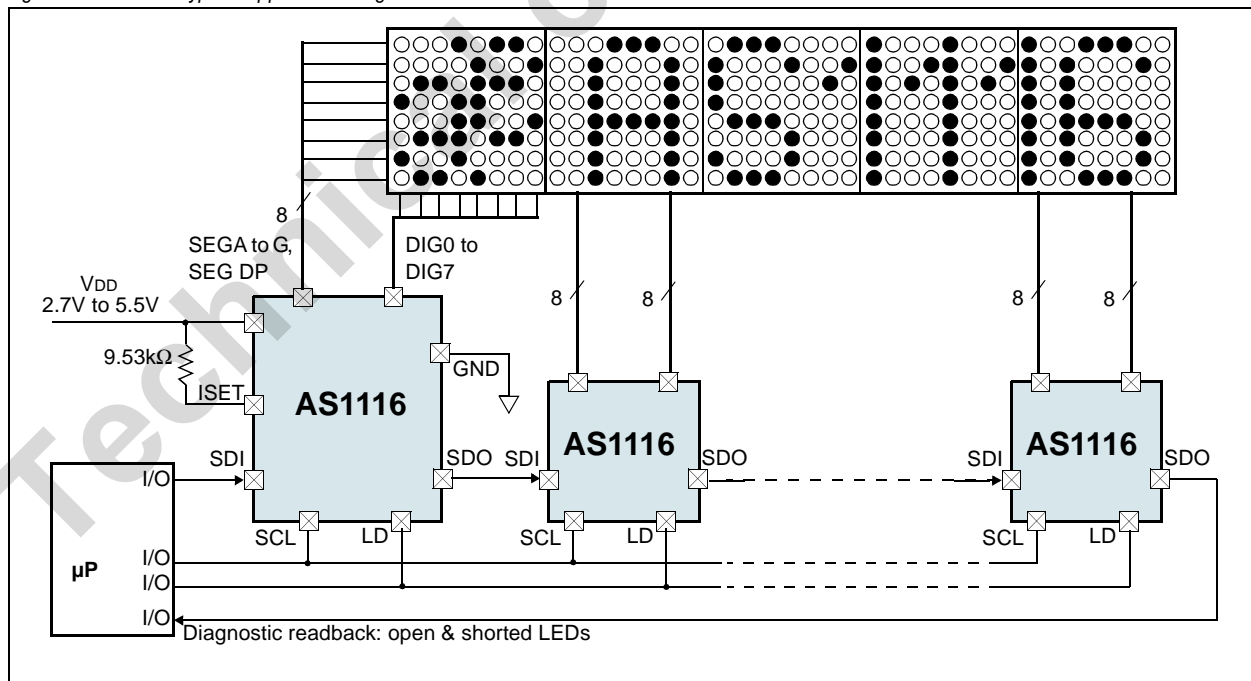 8
SEGA to G,
SEG DP
DIG0 to
DIG7
VDD
2.7V to 5.5V
9.53kΩ
ISET
GND
AS1116
SDI
SDO
SCL
LD
8
8
SDI
AS1116
SDO
SCL
LD
8
8
SDI
AS1116
SDO
SCL
LD
µP
I/O
I/O
I/O
I/O
Diagnostic readback: open & shorted LEDs
Technical